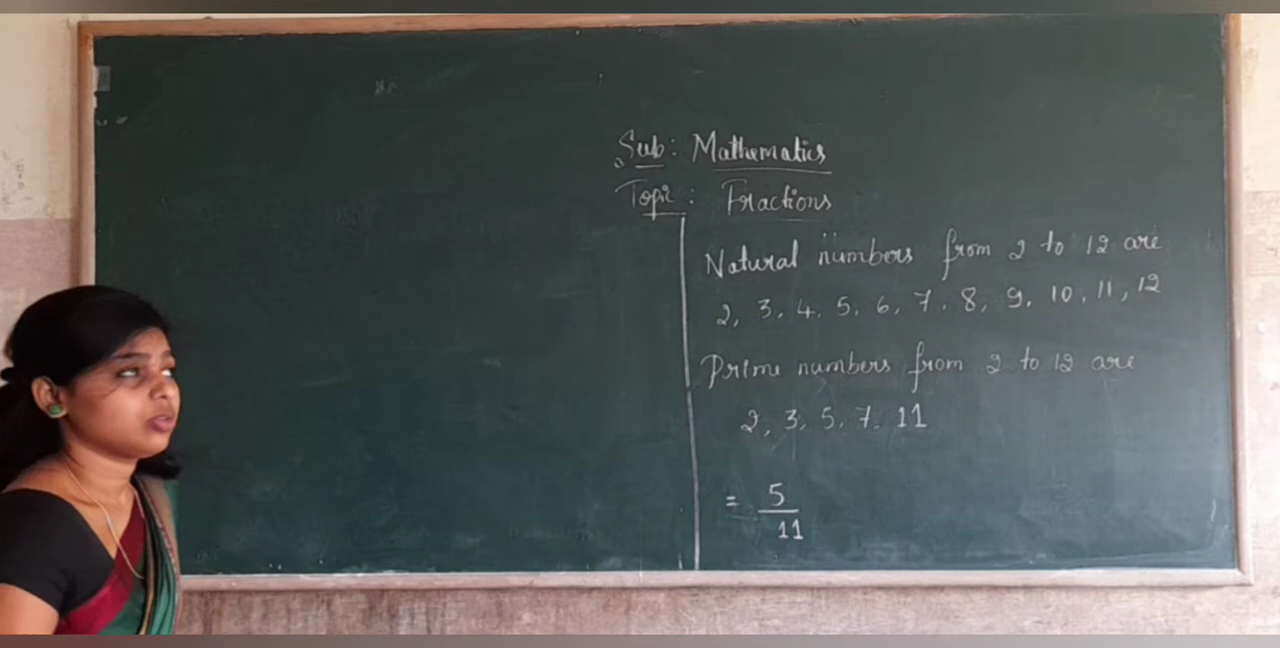 Sub: Mathematics
Topic: Fractions
Natural numbers from 2 to 12 are
2, 3, 4, 5, 6, 7, 8, 9, 10, 11, 12
Prime numbers from 2 to 12 are
2, 3, 5, 7, 11
= 5
11